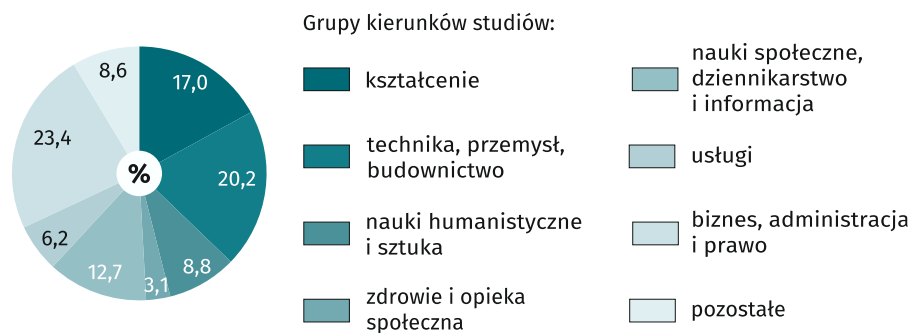 Grupy kierunków studiów:
8,6
17,0
23,4
%
20,2
6,2
12,7
3,1
8,8
kształcenie
technika, przemysł,
budownictwo
nauki humanistyczne
i sztuka
zdrowie i opieka
społeczna
nauki społeczne,
dziennikarstwo
i informacja
usługi
biznes, administracja
i prawo
pozostałe